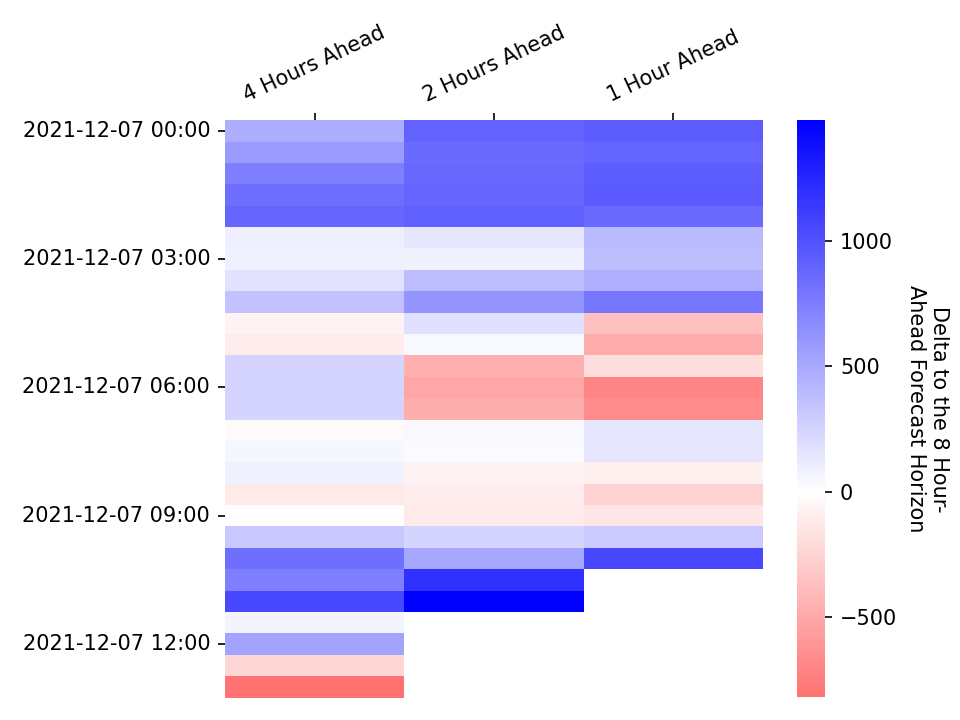 4 Hours Ahead
2 Hours Ahead
1 Hour Ahead
2021-12-07 00:00
2021-12-07 03:00
2021-12-07 06:00
2021-12-07 09:00
2021-12-07 12:00
1000
500
0
−500
Delta to the 8 Hour-
Ahead Forecast Horizon